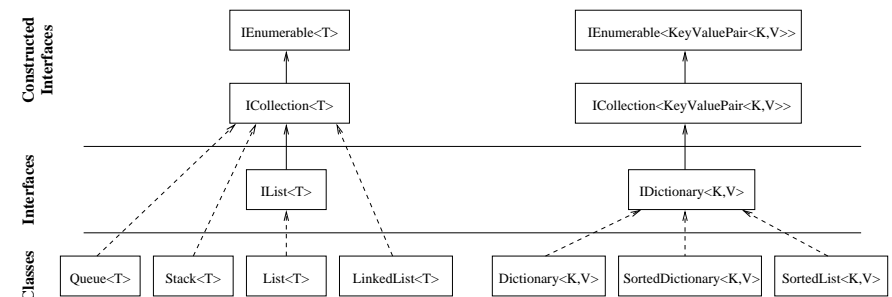 Constructed
Interfaces
IEnumerable<T>
IEnumerable<KeyValuePair<K,V>>
ICollection<T>
ICollection<KeyValuePair<K,V>>
Interfaces
IList<T>
IDictionary<K,V>
Classes
Queue<T>
Stack<T>
List<T>
LinkedList<T>
Dictionary<K,V>
SortedDictionary<K,V>
SortedList<K,V>